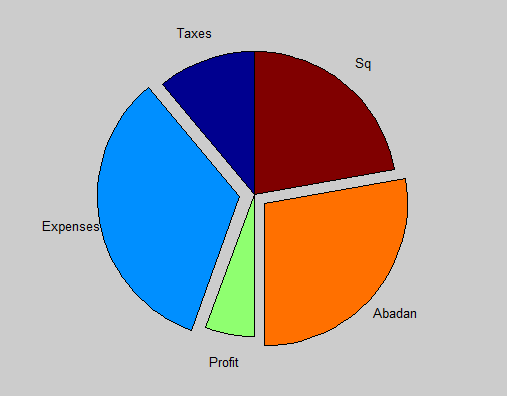 Taxes
Sq
Expenses
Abadan
Profit